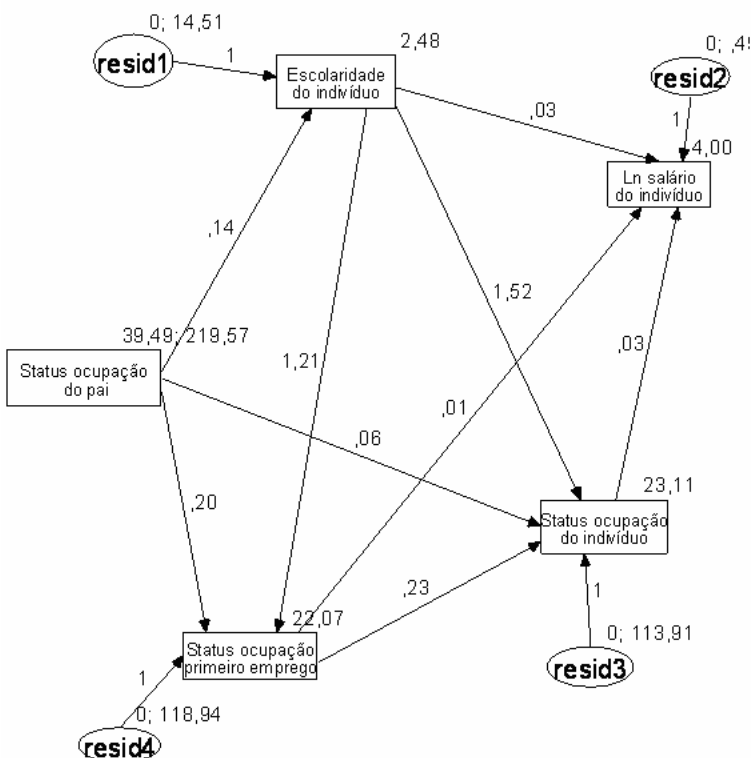 0; 14,51
resid1
1
2,48
Escolaridade
do indivíduo
0; ,49
resid2
1
4,00
,03
Ln salário
do indivíduo
,14
1,52
39,49; 219,57
Status ocupação
do pai
1,21
,03
,01
,06
,20
23,11
Status ocupação
do indivíduo
,23
22,07
Status ocupação
primeiro emprego
1
0; 113,91
resid3
1
0; 118,94
resid4